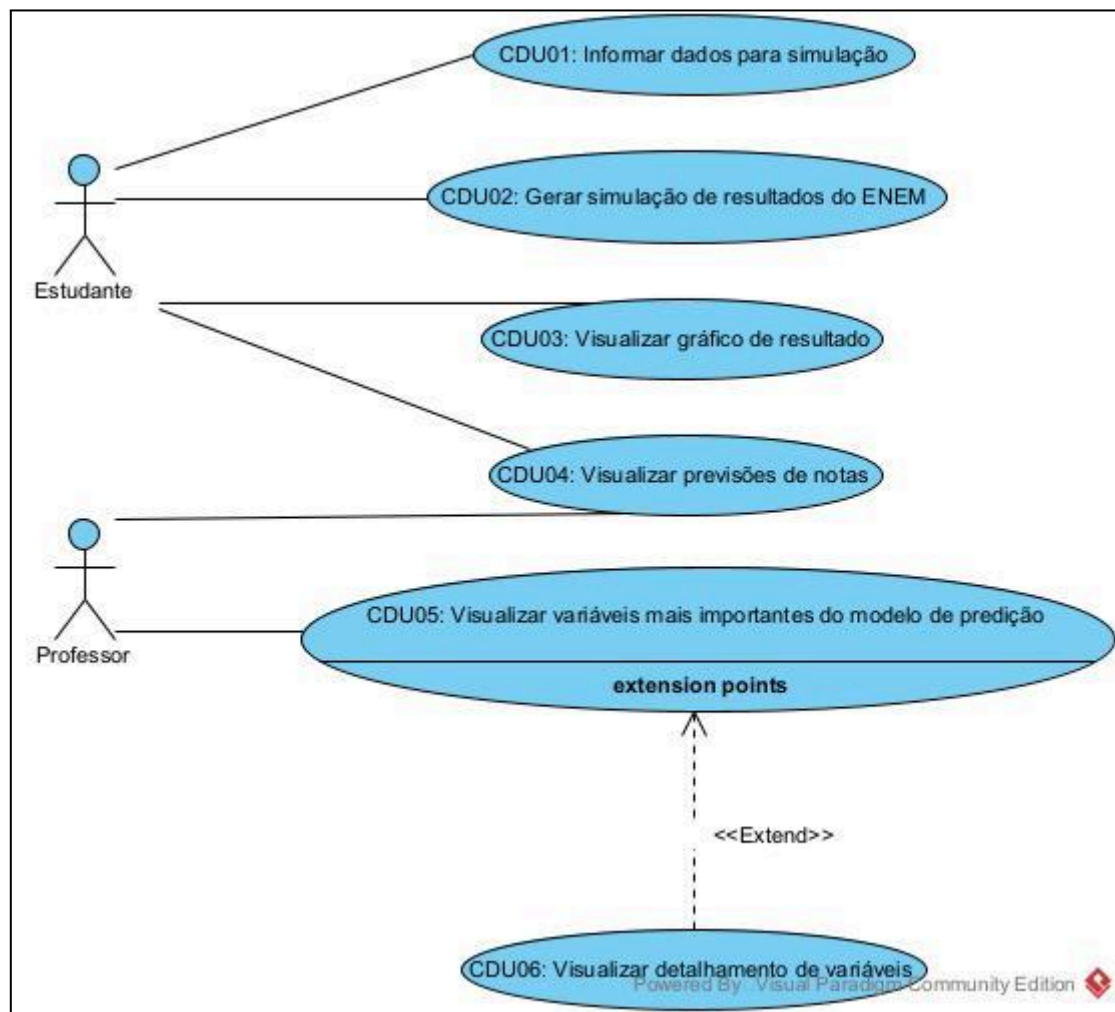 CDU01: Informar dados para simulação
CDU02: Gerar simulação de resultados do ENEM
Estudante
CDU03: Visualizar gráfico de resultado
CDU04: Visualizar previsões de notas
CDU05: Visualizar variáveis mais importantes do modelo de predição
Professor
extension points
<<Extend>>
CDU06: Visualizar detalhamento de variáveis
Powered By Visual Paradigm Community Edition